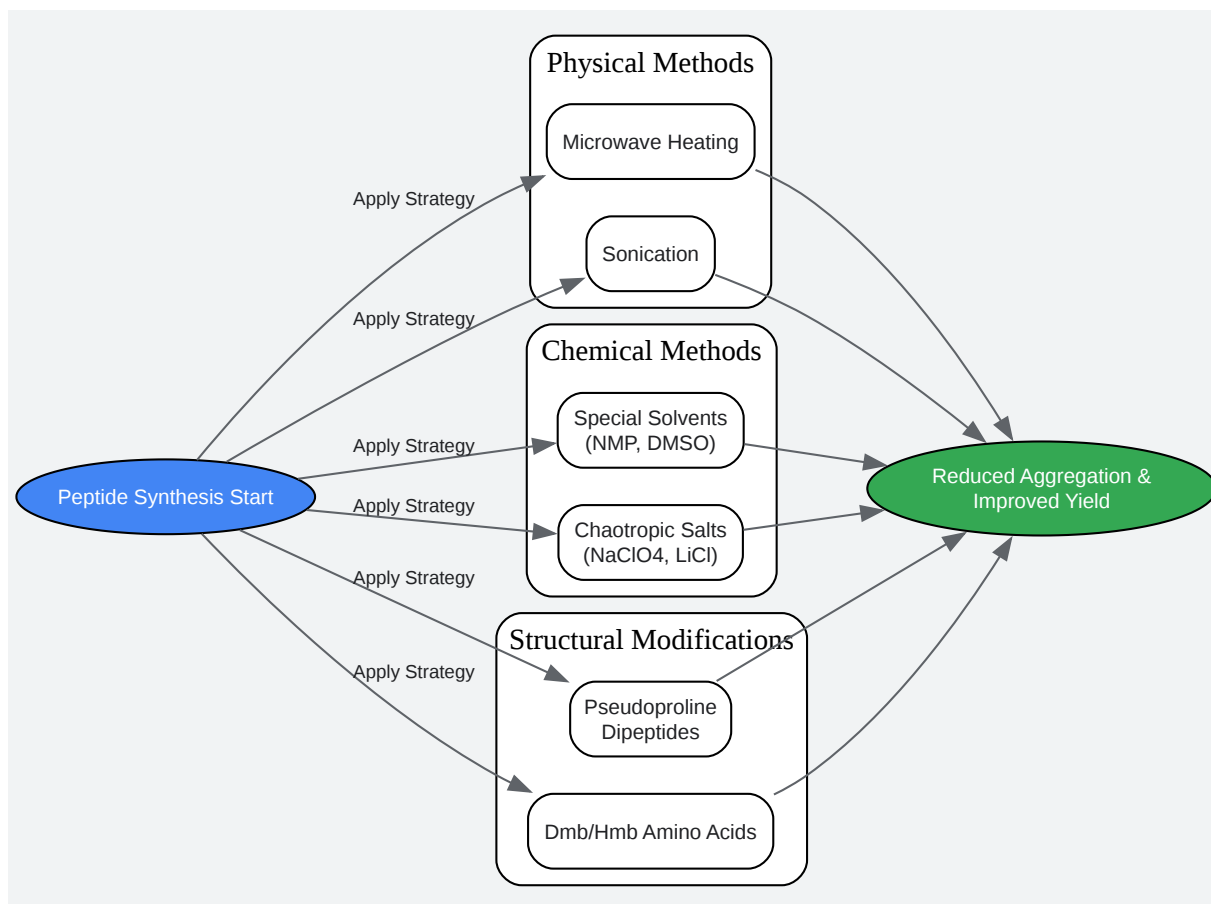 Physical Methods
Microwave Heating
Apply Strategy
Sonication
Apply Strategy
Chemical Methods
Special Solvents
(NMP, DMSO)
Apply Strategy
Peptide Synthesis Start
Reduced Aggregation &
Improved Yield
Apply Strategy
Chaotropic Salts
(NaClO4, LiCl)
Apply Strategy
Structural Modifications
Apply Strategy
Pseudoproline
Dipeptides
Dmb/Hmb Amino Acids